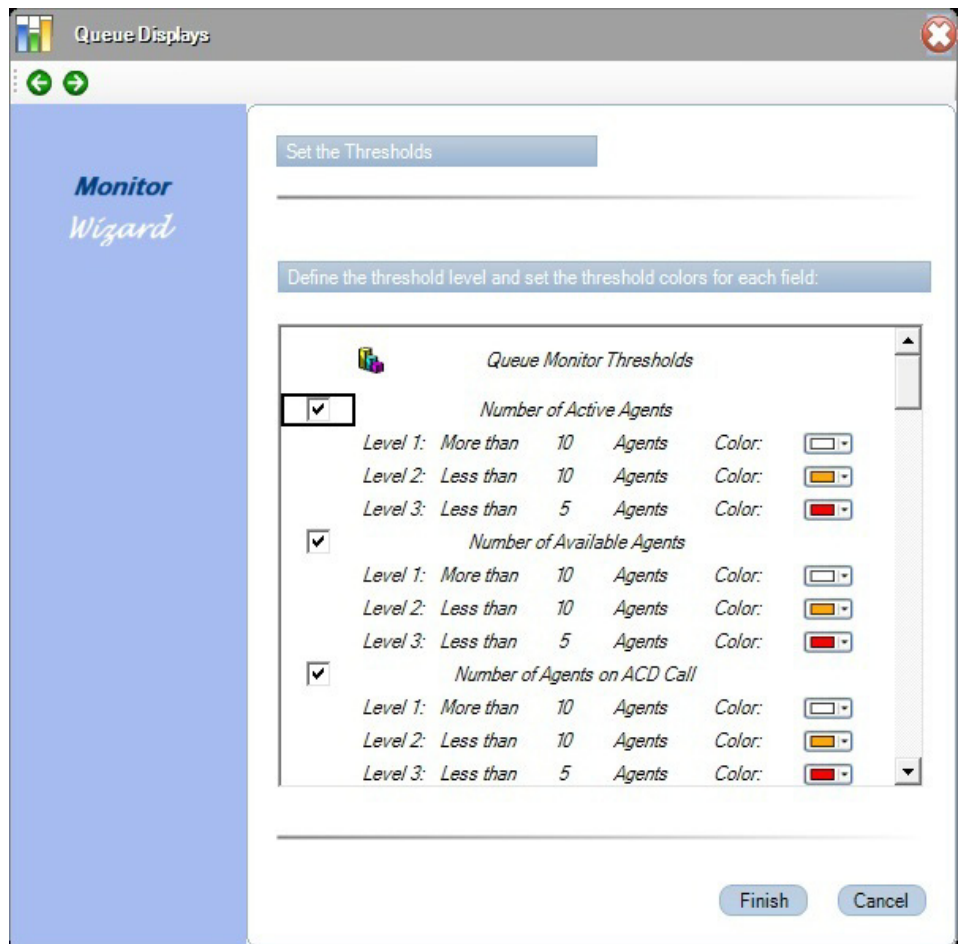 Queue Displays
Monitor
Wizard
Set the Thresholds
Define the threshold level and set the threshold colors for each field:
Queue Monitor Thresholds
Number of Active Agents
Level 1: More than 10 Agents Color:
Level 2: Less than 10 Agents Color:
Level 3: Less than 5 Agents Color:
Number of Available Agents
Level 1: More than 10 Agents Color:
Level 2: Less than 10 Agents Color:
Level 3: Less than 5 Agents Color:
Number of Agents on ACD Call
Level 1: More than 10 Agents Color:
Level 2: Less than 10 Agents Color:
Level 3: Less than 5 Agents Color:
Finish Cancel